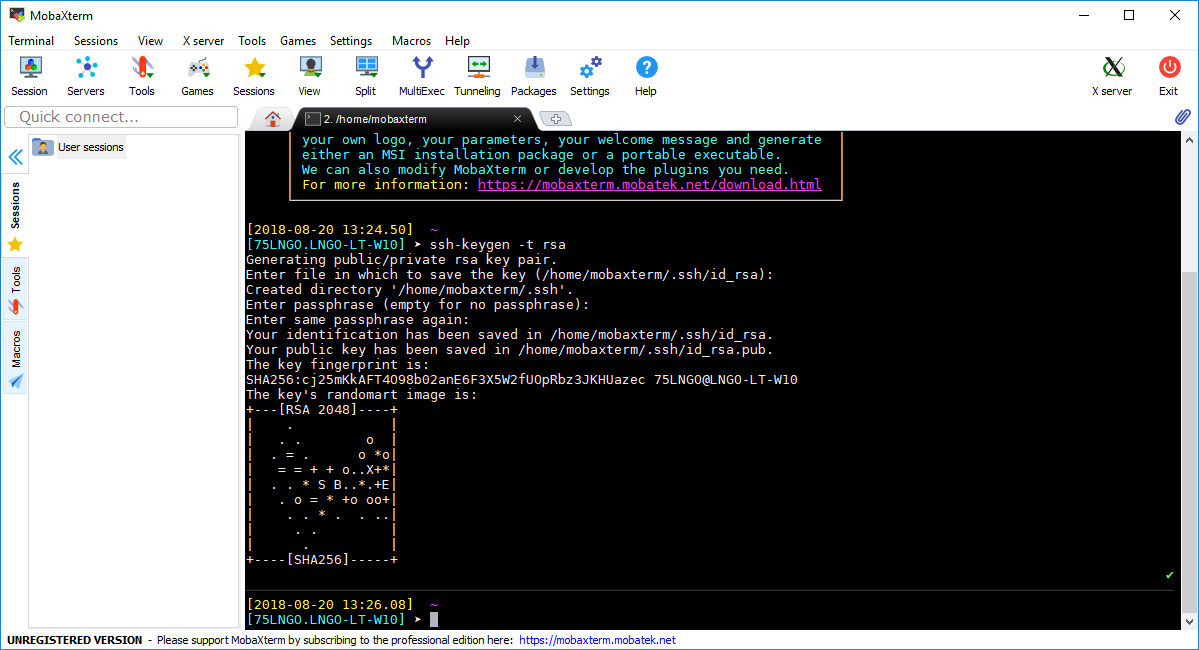 MobaXterm
Terminal Sessions View X server Tools Games Settings Macros Help
Session Servers Tools Games Sessions View Split MultiExec Tunneling Packages Settings Help X server Exit
Quick connect...
2. /home/mobaxterm
User sessions
Sessions
Tools
Macros
your own logo, your parameters, your welcome message and generate
either an MSI installation package or a portable executable.
We can also modify MobaXterm or develop the plugins you need.
For more information: https://mobaxterm.mobatek.net/download.html
[2018-08-20 13:24.50]  ~
[75LNGO.LNGO-LT-W10] ➤ ssh-keygen -t rsa
Generating public/private rsa key pair.
Enter file in which to save the key (/home/mobaxterm/.ssh/id_rsa):
Created directory '/home/mobaxterm/.ssh'.
Enter passphrase (empty for no passphrase):
Enter same passphrase again:
Your identification has been saved in /home/mobaxterm/.ssh/id_rsa.
Your public key has been saved in /home/mobaxterm/.ssh/id_rsa.pub.
The key fingerprint is:
SHA256:cj25mKkAFT4O98b02anE6F3X5W2fUOpRbz3JKHUazec 75LNGO@LNGO-LT-W10
The key's randomart image is:
+---[RSA 2048]----+
|    .            |
|   . .        o  |
|  . = .      o *o|
|   = = + + o..X+*|
|  . . * S B..*.+E|
|   . o = * +o oo+|
|    . . * .  . ..|
|     . .         |
|      .          |
+----[SHA256]-----+
[2018-08-20 13:26.08]  ~
[75LNGO.LNGO-LT-W10] ➤
UNREGISTERED VERSION - Please support MobaXterm by subscribing to the professional edition here: https://mobaxterm.mobatek.net